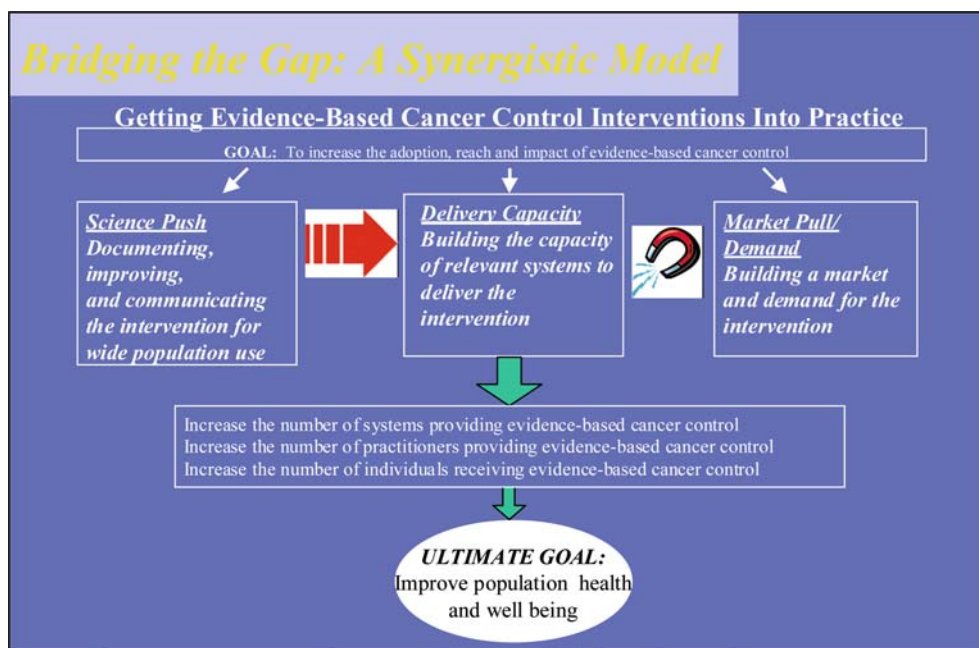 Bridging the Gap: A Synergistic Model
Getting Evidence-Based Cancer Control Interventions Into Practice
GOAL: To increase the adoption, reach and impact of evidence-based cancer control
Science Push
Documenting,
improving,
and communicating
the intervention for
wide population use
Delivery Capacity
Building the capacity
of relevant systems to
deliver the
intervention
Market Pull/
Demand
Building a market
and demand for the
intervention
Increase the number of systems providing evidence-based cancer control
Increase the number of practitioners providing evidence-based cancer control
Increase the number of individuals receiving evidence-based cancer control
ULTIMATE GOAL:
Improve population health
and well being